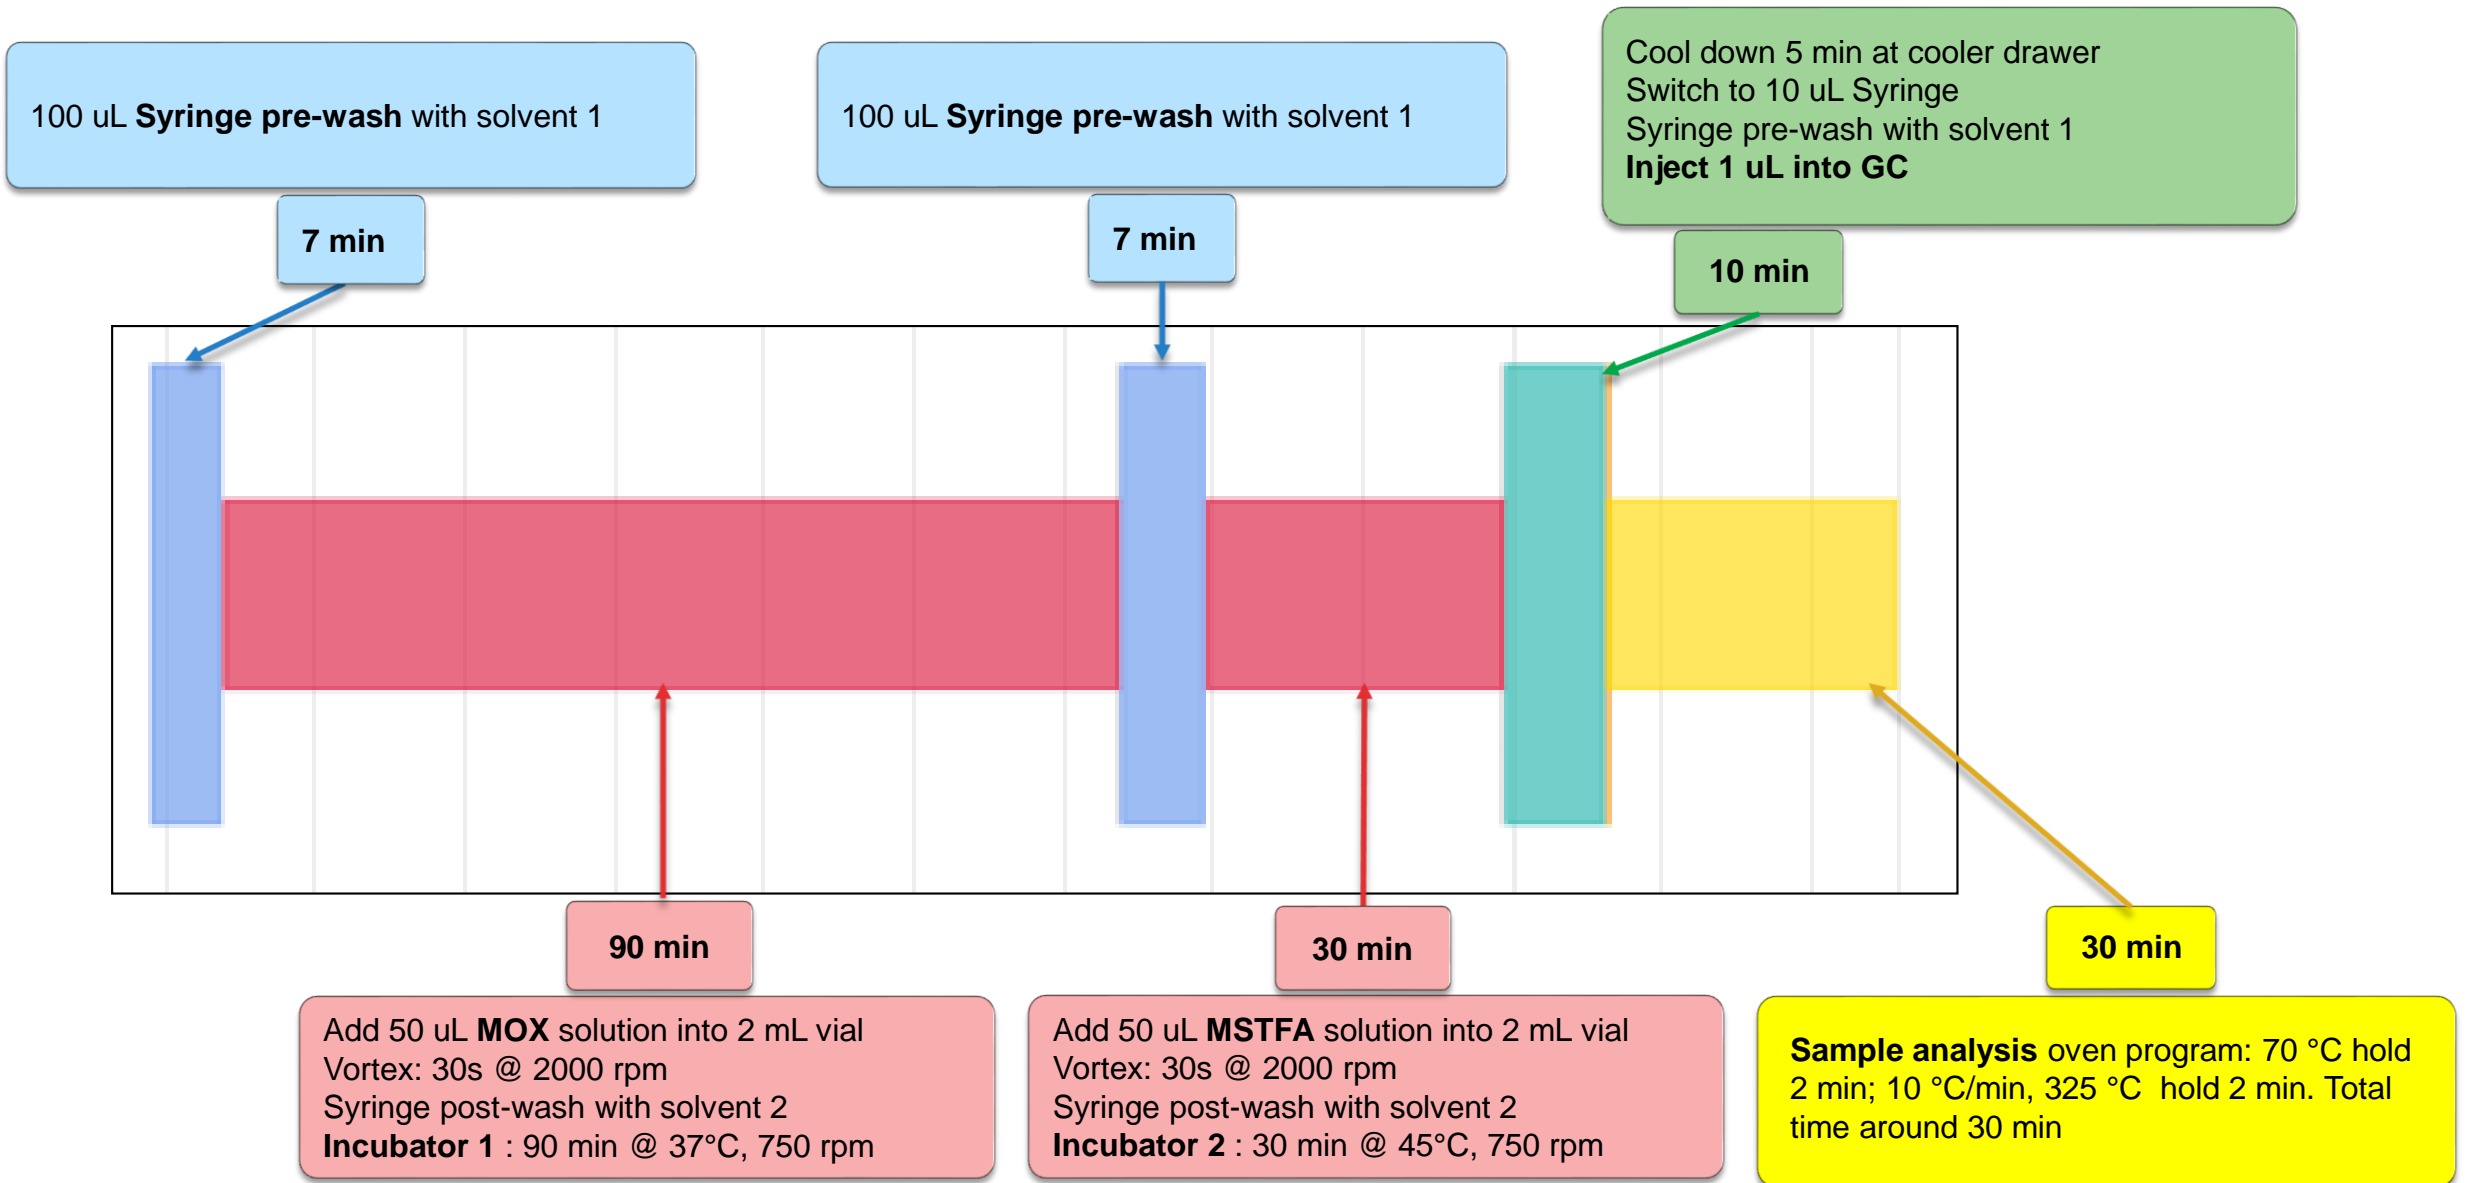 100 uL Syringe pre-wash with solvent 1
7 min
100 uL Syringe pre-wash with solvent 1
7 min
Cool down 5 min at cooler drawer
Switch to 10 uL Syringe
Syringe pre-wash with solvent 1
Inject 1 uL into GC
10 min
90 min
Add 50 uL MOX solution into 2 mL vial
Vortex: 30s @ 2000 rpm
Syringe post-wash with solvent 2
Incubator 1 : 90 min @ 37°C, 750 rpm
30 min
Add 50 uL MSTFA solution into 2 mL vial
Vortex: 30s @ 2000 rpm
Syringe post-wash with solvent 2
Incubator 2 : 30 min @ 45°C, 750 rpm
30 min
Sample analysis oven program: 70 °C hold
2 min; 10 °C/min, 325 °C  hold 2 min. Total
time around 30 min